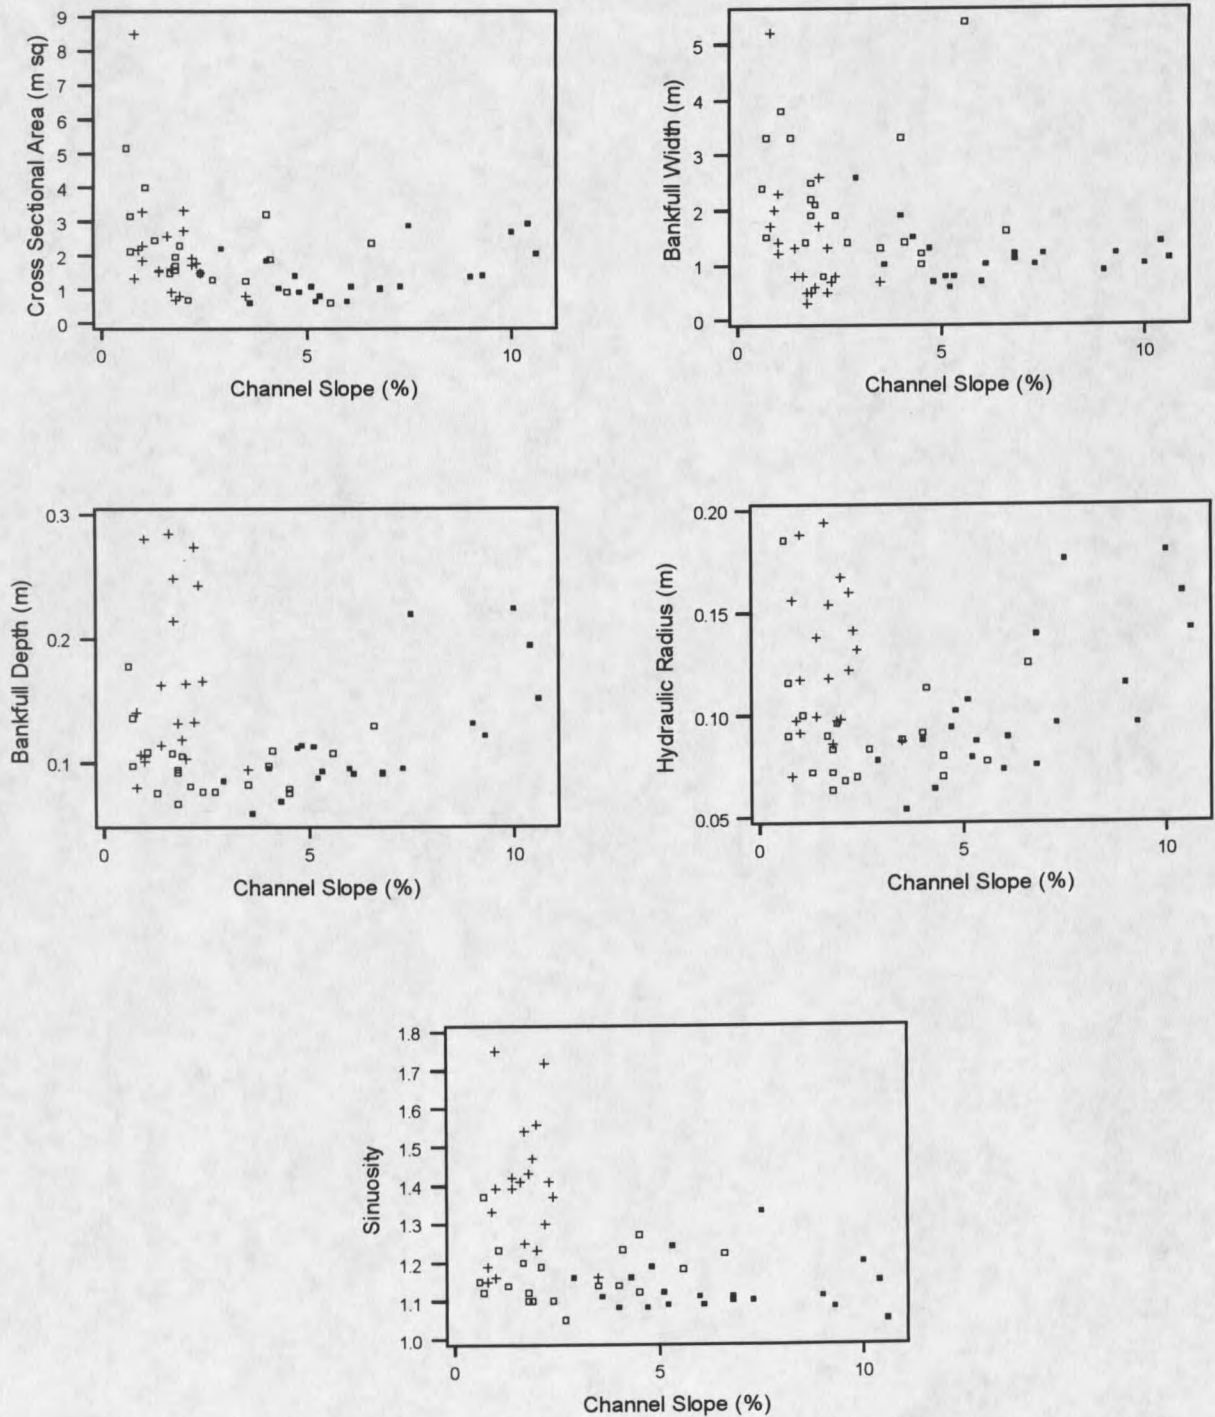 9
8
7
6
5
4
3
2
1
0
Cross Sectional Area (m sq)
0 5 10
Channel Slope (%)
5
4
3
2
1
0
Bankfull Width (m)
0 5 10
Channel Slope (%)
0.3
0.2
0.1
Bankfull Depth (m)
0 5 10
Channel Slope (%)
0.20
0.15
0.10
0.05
Hydraulic Radius (m)
0 5 10
Channel Slope (%)
1.8
1.7
1.6
1.5
1.4
1.3
1.2
1.1
1.0
Sinuosity
0 5 10
Channel Slope (%)